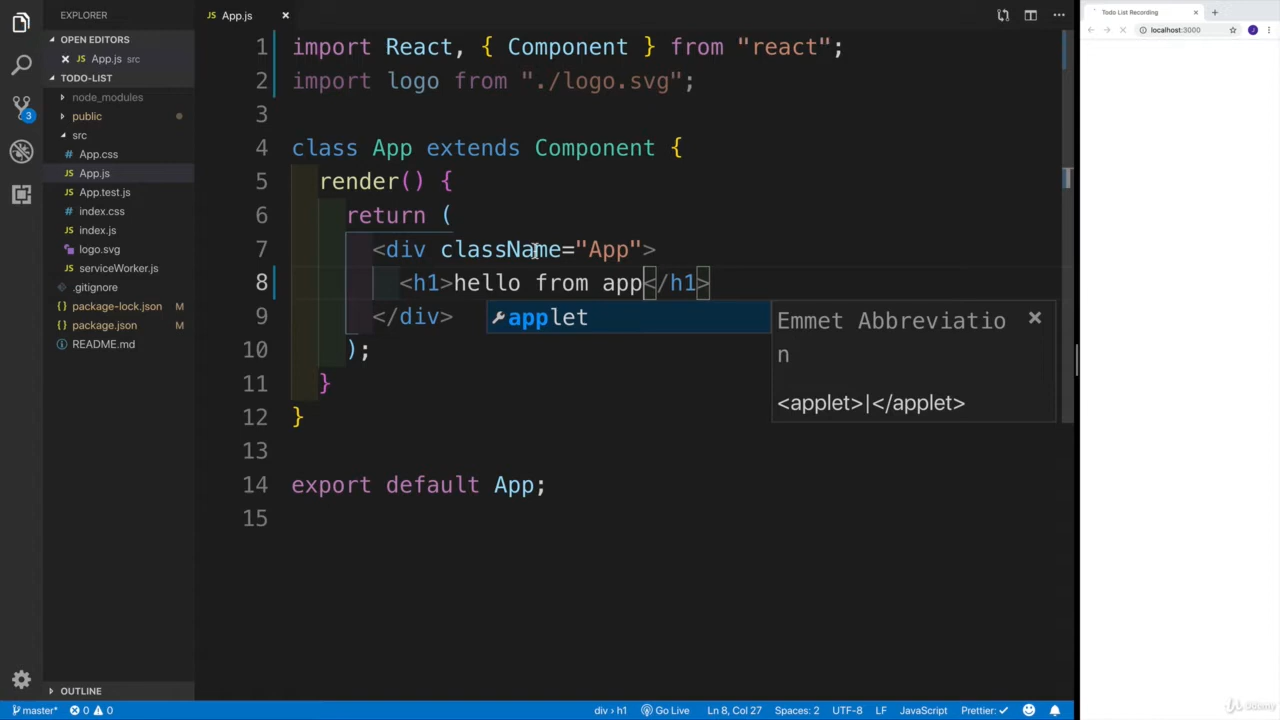 EXPLORER
OPEN EDITORS
App.js src
TODO-LIST
node_modules
public
src
App.css
App.js
App.test.js
index.css
index.js
logo.svg
serviceWorker.js
.gitignore
package-lock.json
package.json
README.md
OUTLINE
3
App.js
1 import React, { Component } from "react";
2 import logo from "./logo.svg";
3
4 class App extends Component {
5 render() {
6 return (
7 <div className="App">
8 <h1>hello from app</h1>
9 </div>
10 );
11 }
12 }
13
14 export default App;
15
applet
Emmet Abbreviatio
n
<applet>|</applet>
Todo List Recording
localhost:3000
J
master* 0 0 div › h1 Go Live Ln 8, Col 27 Spaces: 2 UTF-8 LF JavaScript Prettier: ✓
Udemy